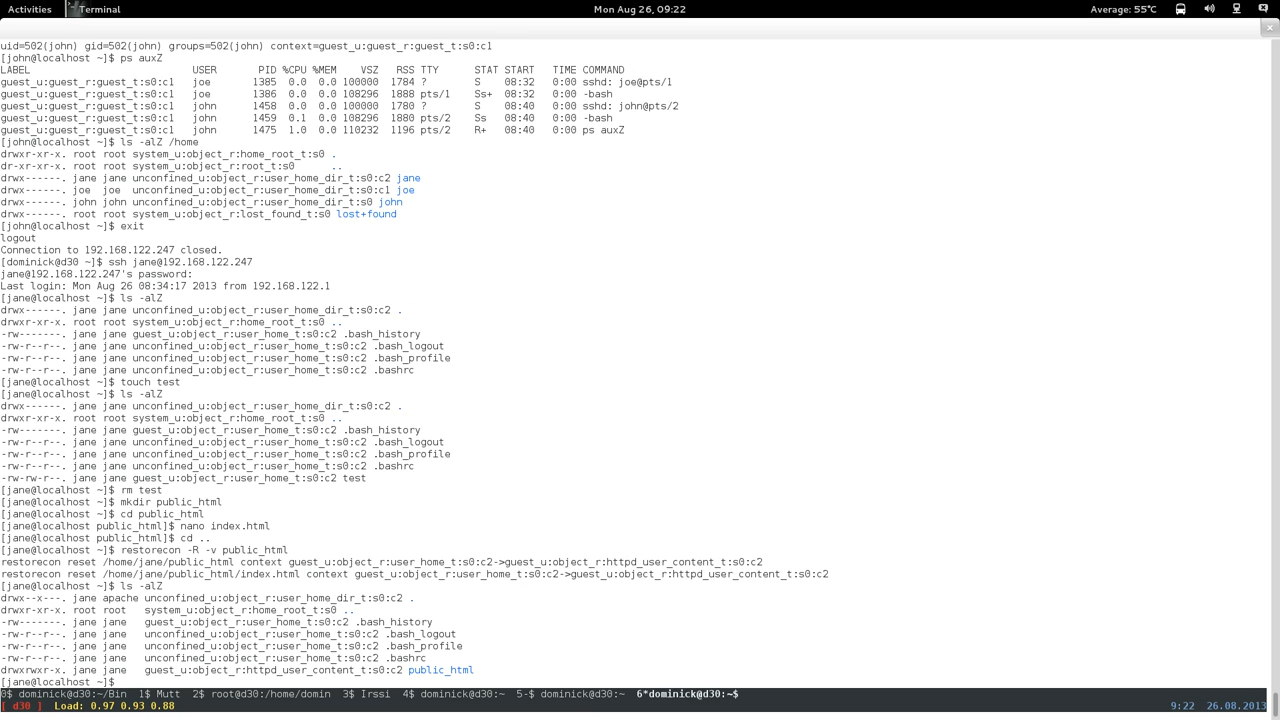 Activities Terminal Mon Aug 26, 09:22 Average: 55°C
uid=502(john) gid=502(john) groups=502(john) context=guest_u:guest_r:guest_t:s0:c1
[john@localhost ~]$ ps auxZ
LABEL                           USER       PID %CPU %MEM    VSZ   RSS TTY      STAT START   TIME COMMAND
guest_u:guest_r:guest_t:s0:c1   joe       1385  0.0  0.0 100000  1784 ?        S    08:32   0:00 sshd: joe@pts/1
guest_u:guest_r:guest_t:s0:c1   joe       1386  0.0  0.0 108296  1888 pts/1    Ss+  08:32   0:00 -bash
guest_u:guest_r:guest_t:s0:c1   john      1458  0.0  0.0 100000  1780 ?        S    08:40   0:00 sshd: john@pts/2
guest_u:guest_r:guest_t:s0:c1   john      1459  0.1  0.0 108296  1880 pts/2    Ss   08:40   0:00 -bash
guest_u:guest_r:guest_t:s0:c1   john      1475  1.0  0.0 110232  1196 pts/2    R+   08:40   0:00 ps auxZ
[john@localhost ~]$ ls -alZ /home
drwxr-xr-x. root root system_u:object_r:home_root_t:s0 .
dr-xr-xr-x. root root system_u:object_r:root_t:s0      ..
drwx------. jane jane unconfined_u:object_r:user_home_dir_t:s0:c2 jane
drwx------. joe  joe  unconfined_u:object_r:user_home_dir_t:s0:c1 joe
drwx------. john john unconfined_u:object_r:user_home_dir_t:s0 john
drwx------. root root system_u:object_r:lost_found_t:s0 lost+found
[john@localhost ~]$ exit
logout
Connection to 192.168.122.247 closed.
[dominick@d30 ~]$ ssh jane@192.168.122.247
jane@192.168.122.247's password:
Last login: Mon Aug 26 08:34:17 2013 from 192.168.122.1
[jane@localhost ~]$ ls -alZ
drwx------. jane jane unconfined_u:object_r:user_home_dir_t:s0:c2 .
drwxr-xr-x. root root system_u:object_r:home_root_t:s0 ..
-rw-------. jane jane guest_u:object_r:user_home_t:s0:c2 .bash_history
-rw-r--r--. jane jane unconfined_u:object_r:user_home_t:s0:c2 .bash_logout
-rw-r--r--. jane jane unconfined_u:object_r:user_home_t:s0:c2 .bash_profile
-rw-r--r--. jane jane unconfined_u:object_r:user_home_t:s0:c2 .bashrc
[jane@localhost ~]$ touch test
[jane@localhost ~]$ ls -alZ
drwx------. jane jane unconfined_u:object_r:user_home_dir_t:s0:c2 .
drwxr-xr-x. root root system_u:object_r:home_root_t:s0 ..
-rw-------. jane jane guest_u:object_r:user_home_t:s0:c2 .bash_history
-rw-r--r--. jane jane unconfined_u:object_r:user_home_t:s0:c2 .bash_logout
-rw-r--r--. jane jane unconfined_u:object_r:user_home_t:s0:c2 .bash_profile
-rw-r--r--. jane jane unconfined_u:object_r:user_home_t:s0:c2 .bashrc
-rw-rw-r--. jane jane guest_u:object_r:user_home_t:s0:c2 test
[jane@localhost ~]$ rm test
[jane@localhost ~]$ mkdir public_html
[jane@localhost ~]$ cd public_html
[jane@localhost public_html]$ nano index.html
[jane@localhost public_html]$ cd ..
[jane@localhost ~]$ restorecon -R -v public_html
restorecon reset /home/jane/public_html context guest_u:object_r:user_home_t:s0:c2->guest_u:object_r:httpd_user_content_t:s0:c2
restorecon reset /home/jane/public_html/index.html context guest_u:object_r:user_home_t:s0:c2->guest_u:object_r:httpd_user_content_t:s0:c2
[jane@localhost ~]$ ls -alZ
drwx--x---. jane apache unconfined_u:object_r:user_home_dir_t:s0:c2 .
drwxr-xr-x. root root   system_u:object_r:home_root_t:s0 ..
-rw-------. jane jane   guest_u:object_r:user_home_t:s0:c2 .bash_history
-rw-r--r--. jane jane   unconfined_u:object_r:user_home_t:s0:c2 .bash_logout
-rw-r--r--. jane jane   unconfined_u:object_r:user_home_t:s0:c2 .bash_profile
-rw-r--r--. jane jane   unconfined_u:object_r:user_home_t:s0:c2 .bashrc
drwxrwxr-x. jane jane   guest_u:object_r:httpd_user_content_t:s0:c2 public_html
[jane@localhost ~]$
0$ dominick@d30:~/Bin  1$ Mutt  2$ root@d30:/home/domin  3$ Irssi  4$ dominick@d30:~  5-$ dominick@d30:~  6*dominick@d30:~$
[ d30 ]  Load: 0.97 0.93 0.88 9:22  26.08.2013